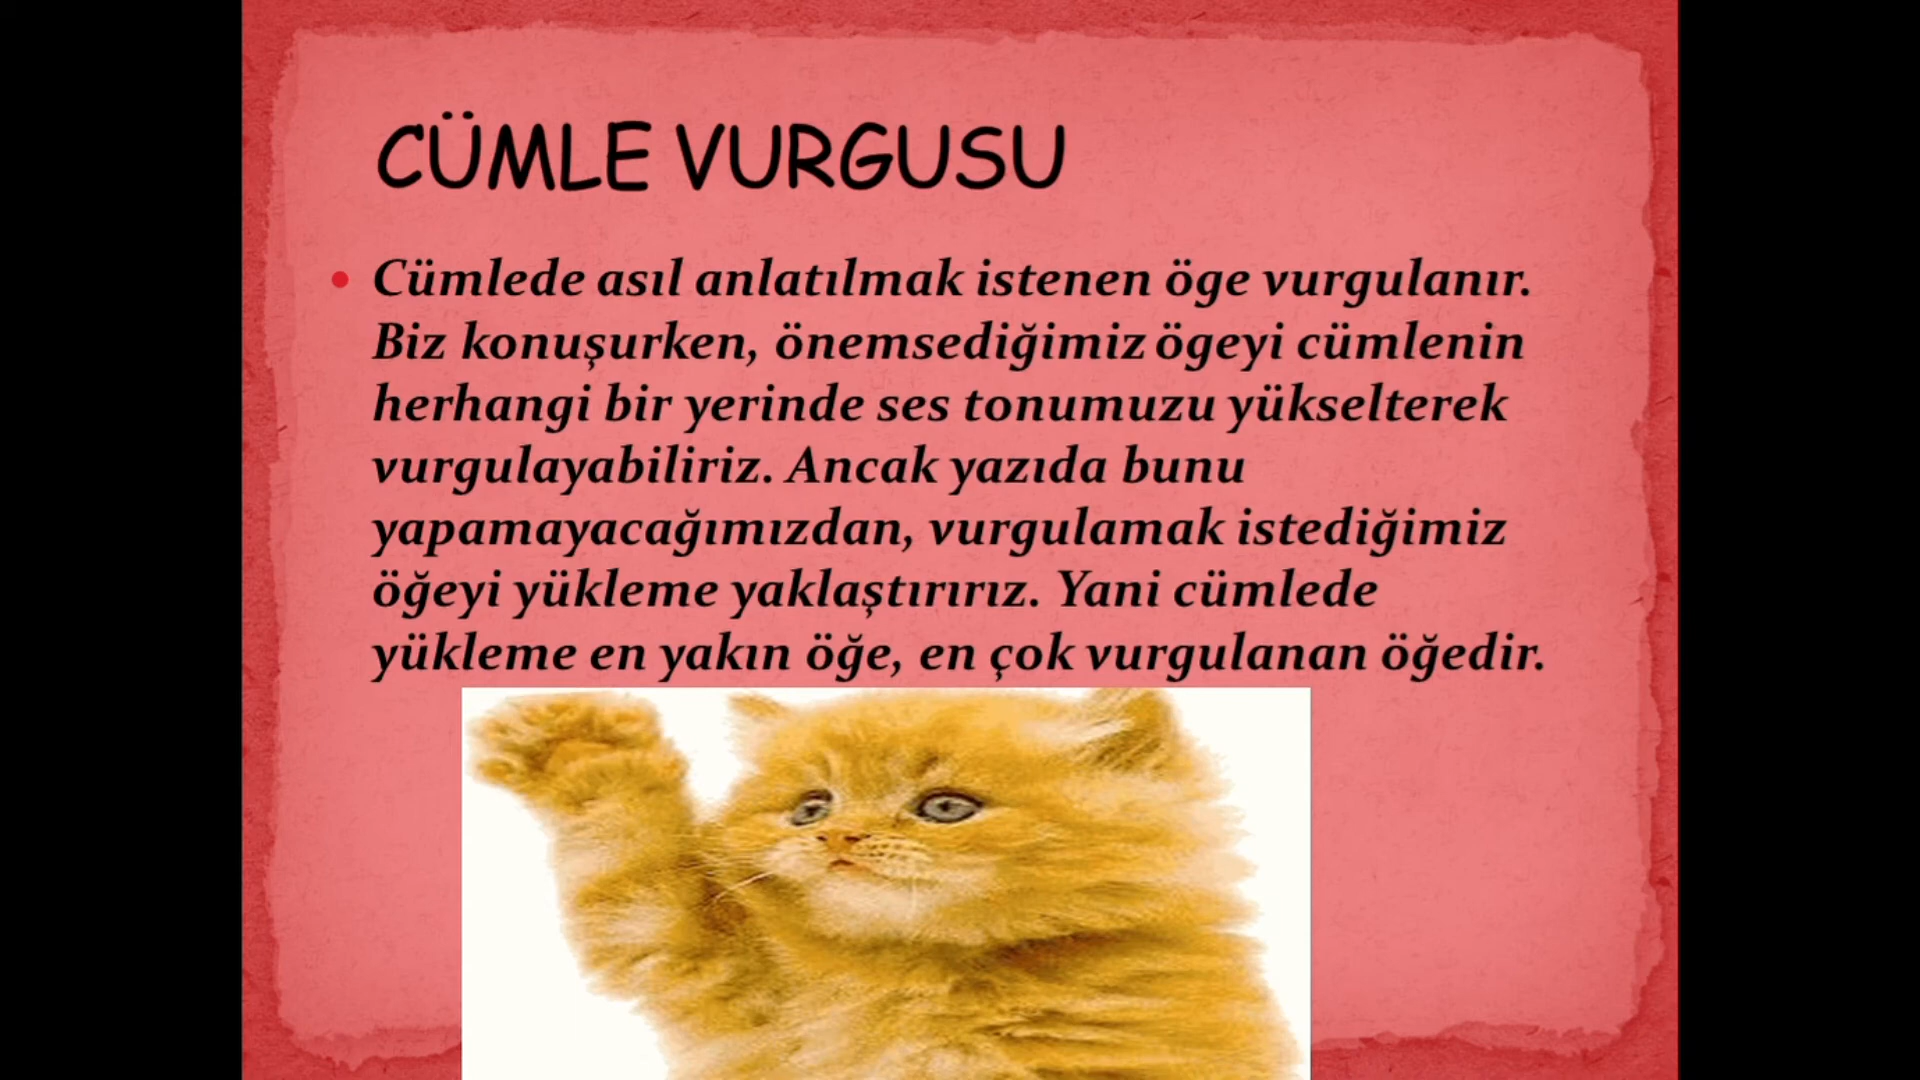 CÜMLE VURGUSU
Cümlede asıl anlatılmak istenen öge vurgulanır.
Biz konuşurken, önemsediğimiz ögeyi cümlenin
herhangi bir yerinde ses tonumuzu yükselterek
vurgulayabiliriz. Ancak yazıda bunu
yapamayacağımızdan, vurgulamak istediğimiz
öğeyi yükleme yaklaştırırız. Yani cümlede
yükleme en yakın öğe, en çok vurgulanan öğedir.